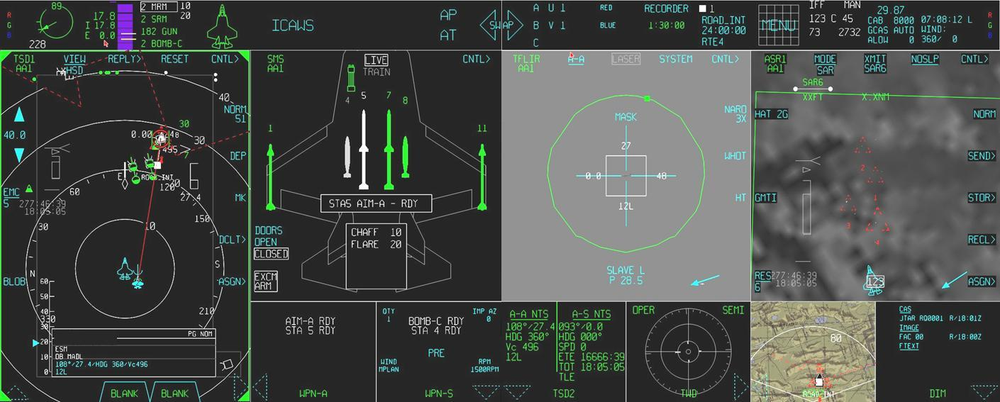 89
R
G
B
17.8
I 17.8
E 0.0
228
2 MRM
10
20
2 SRM
182 GUN
2 BOMB-C
ICAWS
AP
AT
SWAP
A U 1
B V 1
C
RED
BLUE
RECORDER
1:30:00
1
ROAD_INT
24:00:00
RTE4
MENU
IFF MAN
123 C 45
73 2732
29.87
CAB 8000 07:08:12 L
GCAS AUTO WIND:
ALOW 0 360/ 0
R
G
B
TSD1
AA1
VIEW
HSD
REPLY>
RESET
CNTL>
40
NORM
51
40.0
30
0.00
48
30
495
7
DEP
E
ROAD_INT
20
120
60
27.4
EMC
5
277:46:39
18:05:05
MK
150
30
10
DCLT>
N
S
BLOB
ASGN>
60
50
40
30
20
10
0
330
210
PG NOM
ESM
OB MADL
108°/27.4/HDG 360/Vc496
12L
BLANK
BLANK
SMS
AA1
LIVE
TRAIN
CNTL>
4
5
7
8
1
11
STA5 AIM-A - RDY
CHAFF 10
FLARE 20
DOORS
OPEN
CLOSED
EXCM
ARM
AIM-A RDY
STA 5 RDY
WPN-A
QTY
1
BOMB-C RDY
STA 4 RDY
IMP AZ
0
PRE
WIND
MPLAN
RPM
1500RPM
WPN-S
TFLIR
AA1
A-A
LASER
SYSTEM
CNTL>
MASK
NARO
3X
27
WHOT
0.0
48
HT
12L
SLAVE L
P 28.5
A-A NTS
108°/27.4
HDG 360°
Vc 496
12L
A-S NTS
093°/0.0
HDG 000°
SPD 0
ETE 16666:39
TOT 18:05:05
TLE
TSD2
OPER
SEMI
TWD
ASR1
AA1
MODE
SAR
XMIT
SAR6
NOSLP
CNTL>
SAR6
XXFT
X.XNM
HAT 2G
NORM
SEND>
2
GMTI
1
STOR>
3
4
RECL>
RES
6
277:46:39
18:05:05
123
ASGN>
80
ROAD_INT
CAS
JTAR RO0001 R/18:01Z
IMAGE
FAC 00 R/18:00Z
FTEXT
DIM